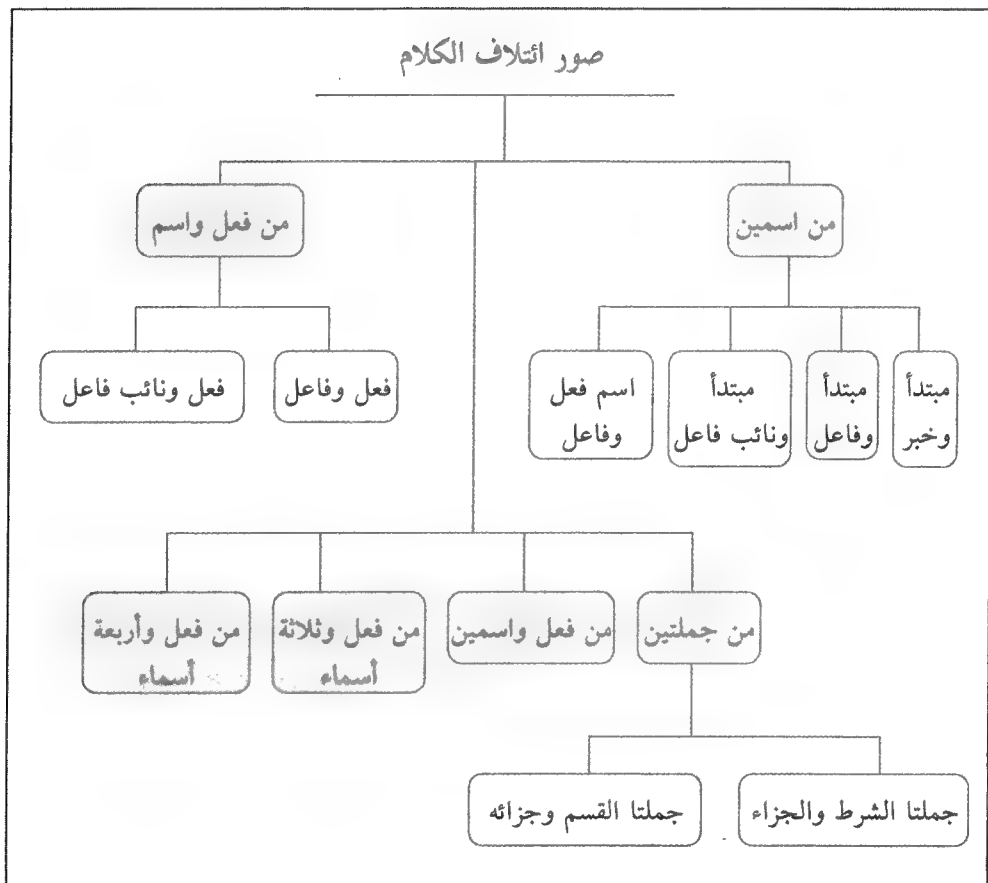 صور ائتلاف الكلام
من اسمين
من فعل واسم
مبتدأ
وخبر
مبتدأ
وفاعل
مبتدأ
ونائب فاعل
اسم فعل
وفاعل
فعل وفاعل
فعل ونائب فاعل
من جملتين
من فعل واسمين
من فعل وثلاثة
أسماء
من فعل وأربعة
أسماء
جملتا الشرط والجزاء
جملتا القسم وجزائه